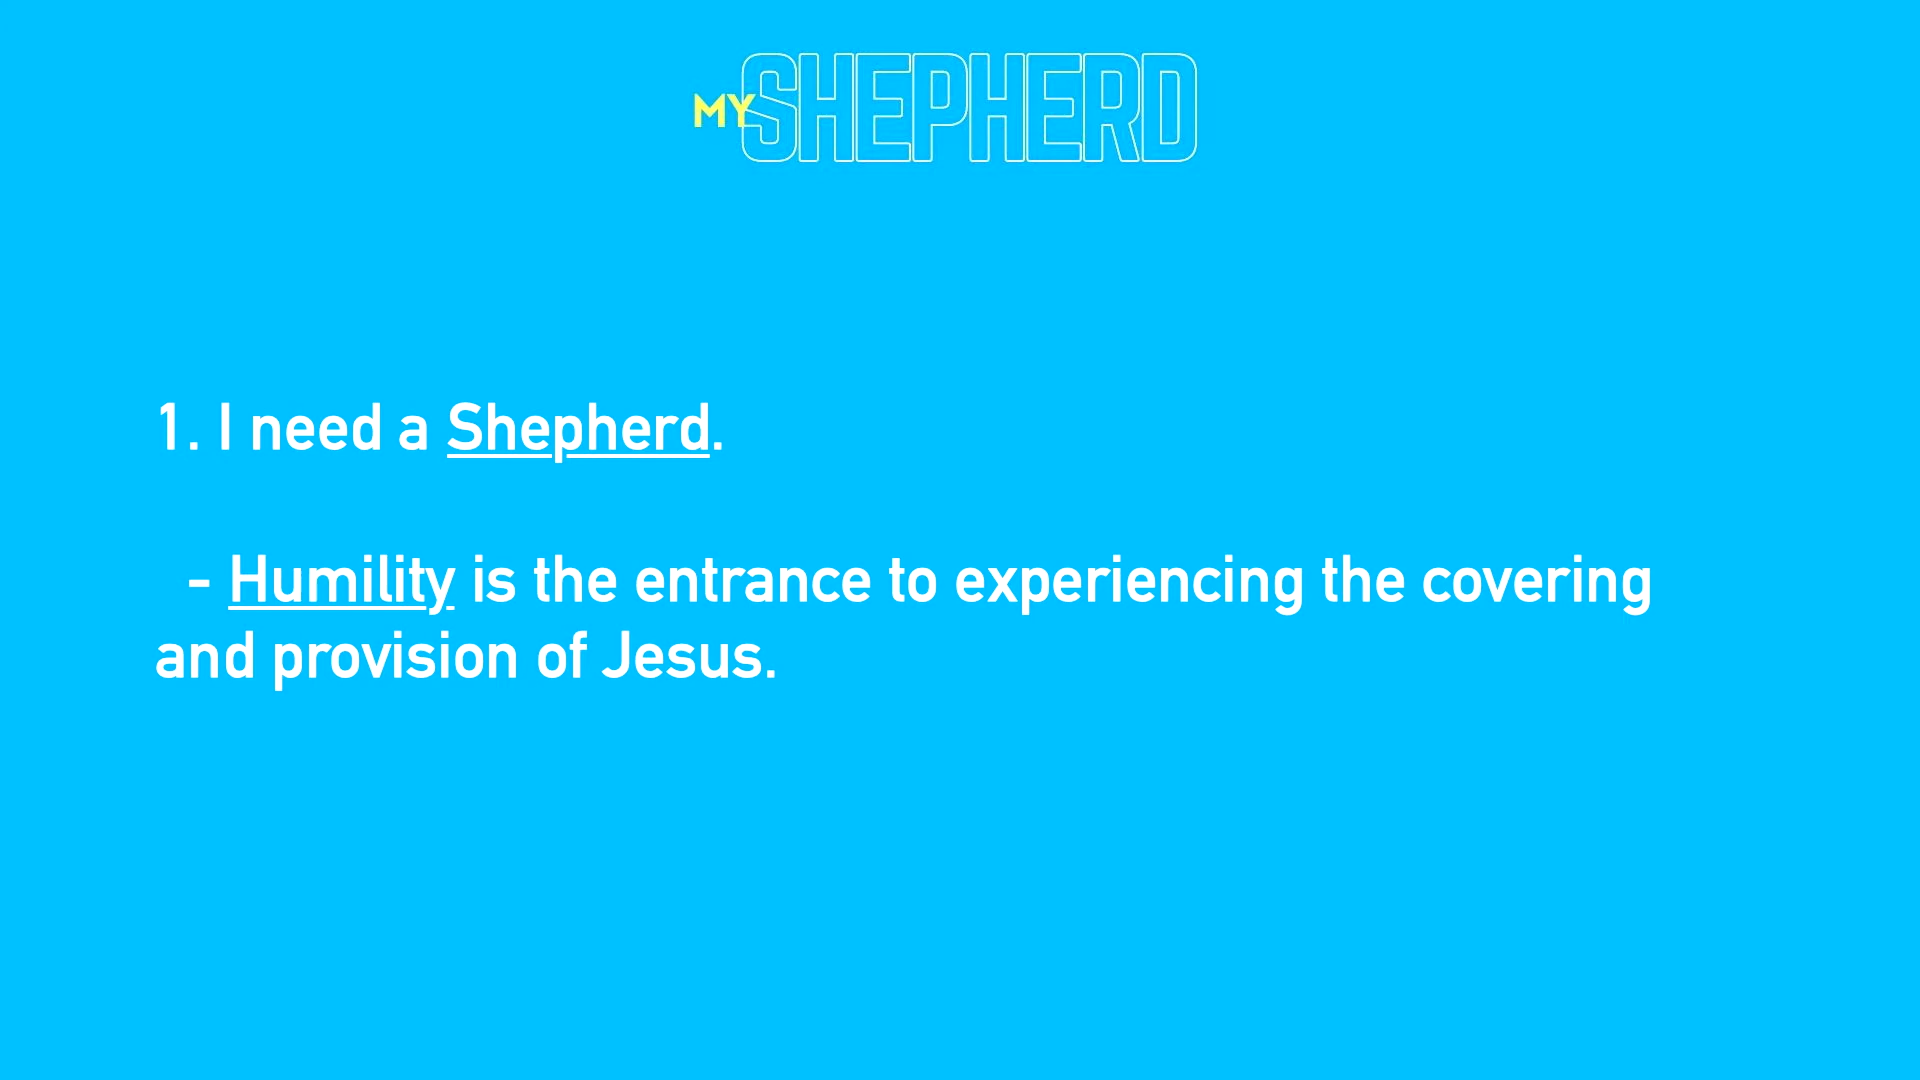 MY SHEPHERD
1. I need a Shepherd.
- Humility is the entrance to experiencing the covering
and provision of Jesus.